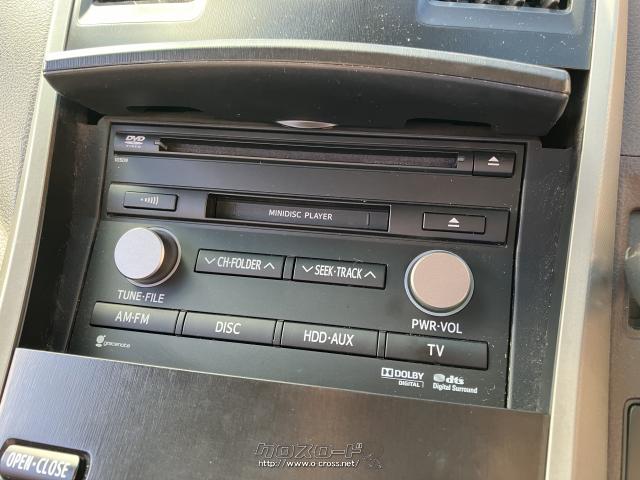 DVD
VIDEO
MINIDISC PLAYER
CH·FOLDER
SEEK·TRACK
TUNE·FILE
PWR·VOL
AM·FM
DISC
HDD·AUX
TV
gracenote
DOLBY
DIGITAL
dts
Digital Surround
OPEN·CLOSE
クロスロード
http://www.o-cross.net/